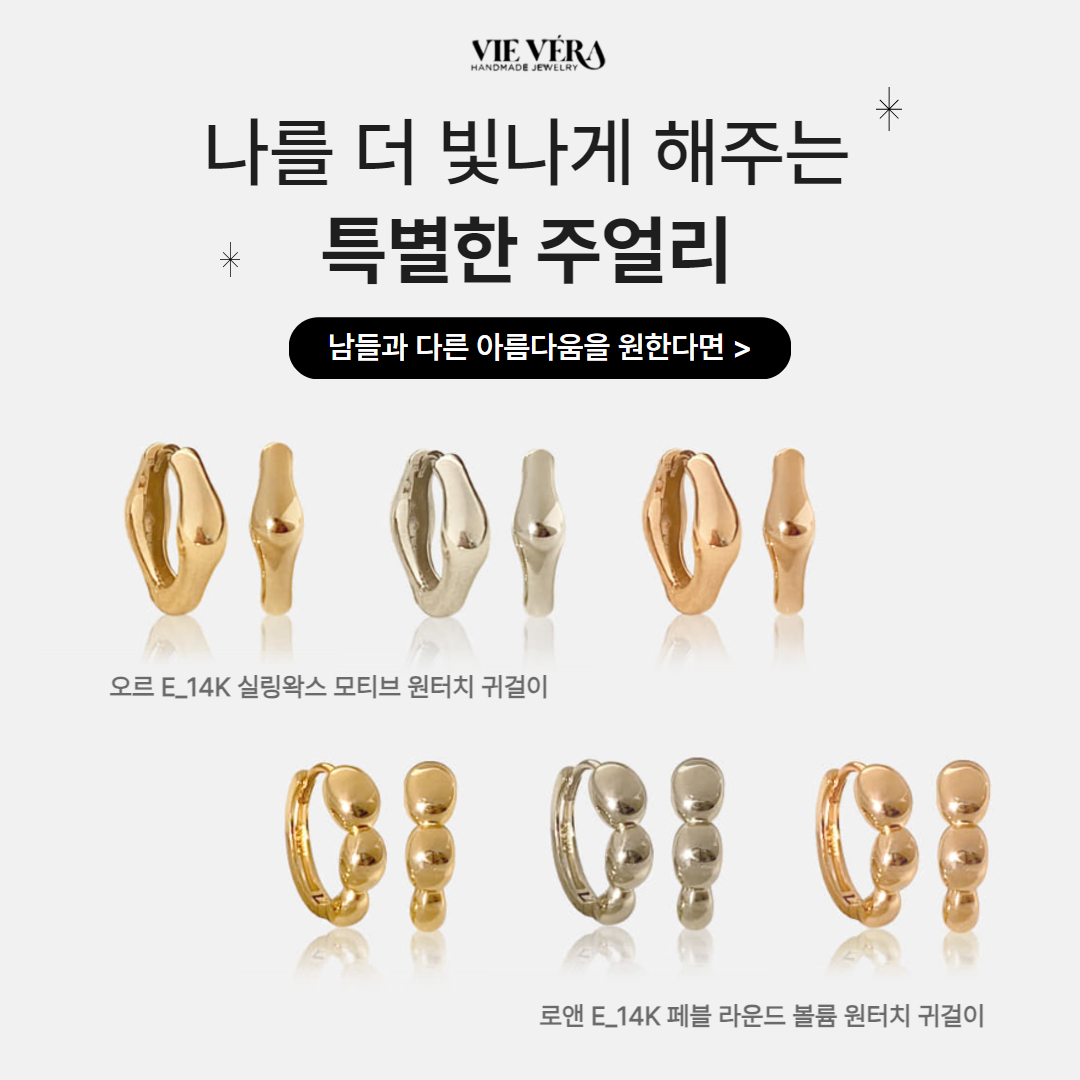 VIE VÉRA
HANDMADE JEWELRY
나를 더 빛나게 해주는
특별한 주얼리
남들과 다른 아름다움을 원한다면 >
오르 E_14K 실링왁스 모티브 원터치 귀걸이
로앤 E_14K 페블 라운드 볼륨 원터치 귀걸이